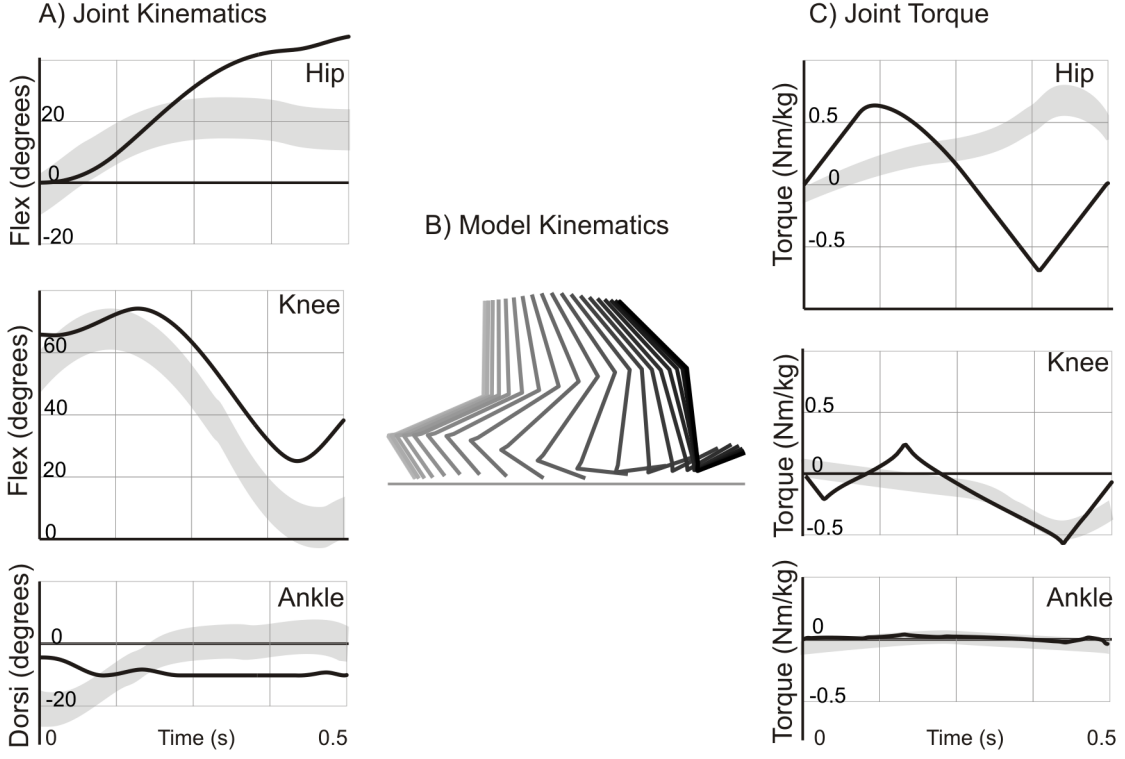 A) Joint Kinematics
Hip
Flex (degrees)
20
0
-20
Knee
Flex (degrees)
60
40
20
0
Ankle
Dorsi (degrees)
0
-20
0 Time (s) 0.5
B) Model Kinematics
C) Joint Torque
Hip
Torque (Nm/kg)
0.5
0
-0.5
Knee
Torque (Nm/kg)
0.5
0
-0.5
Ankle
Torque (Nm/kg)
0
-0.5
0 Time (s) 0.5